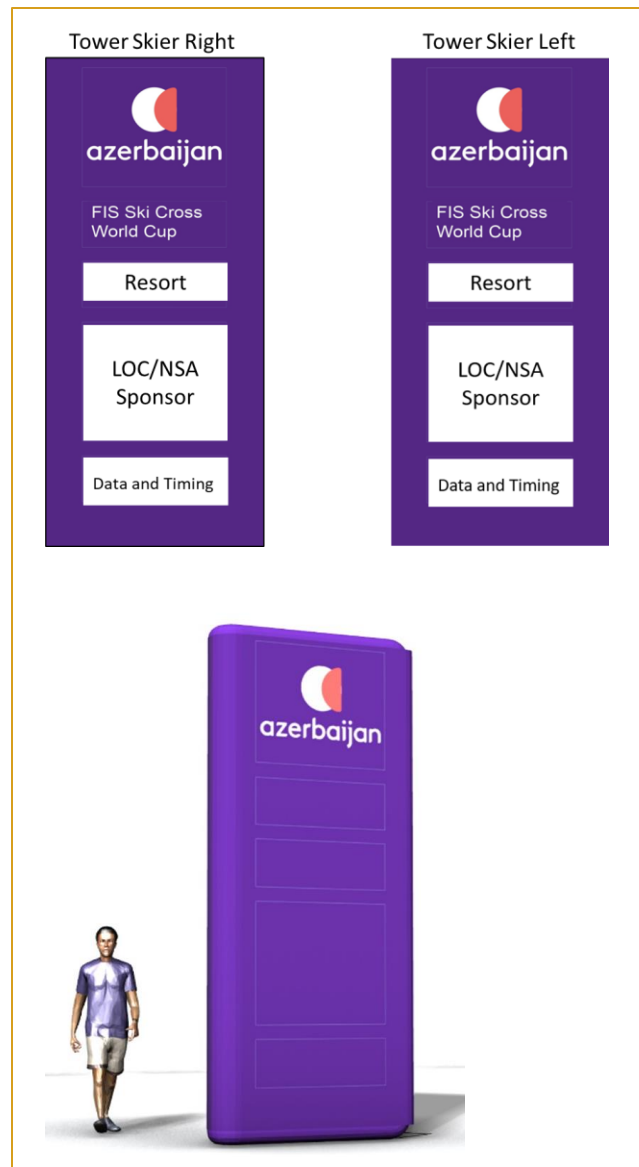 Tower Skier Right
azerbaijan
FIS Ski Cross
World Cup
Resort
LOC/NSA
Sponsor
Data and Timing
Tower Skier Left
azerbaijan
FIS Ski Cross
World Cup
Resort
LOC/NSA
Sponsor
Data and Timing
azerbaijan